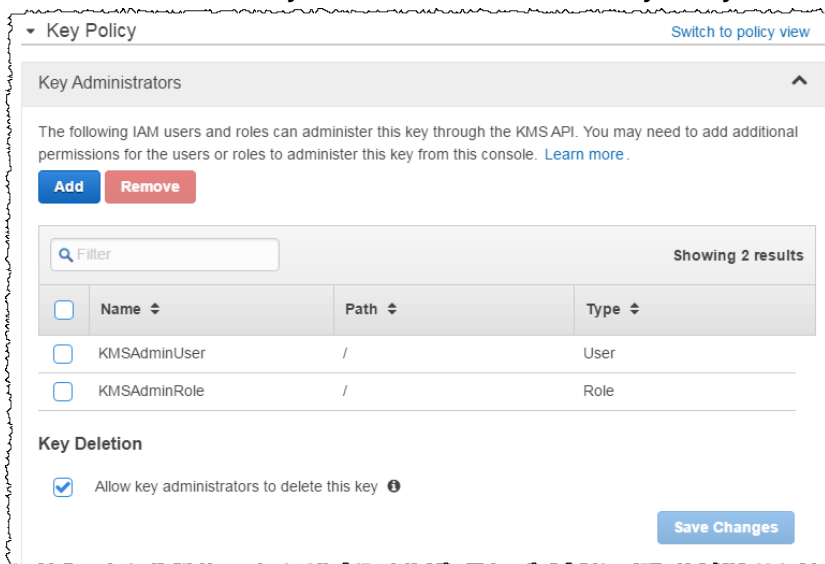 Key Policy
Switch to policy view
Key Administrators
The following IAM users and roles can administer this key through the KMS API. You may need to add additional
permissions for the users or roles to administer this key from this console. Learn more.
Add
Remove
Filter
Showing 2 results
Name
Path
Type
KMSAdminUser
/
User
KMSAdminRole
/
Role
Key Deletion
Allow key administrators to delete this key
Save Changes